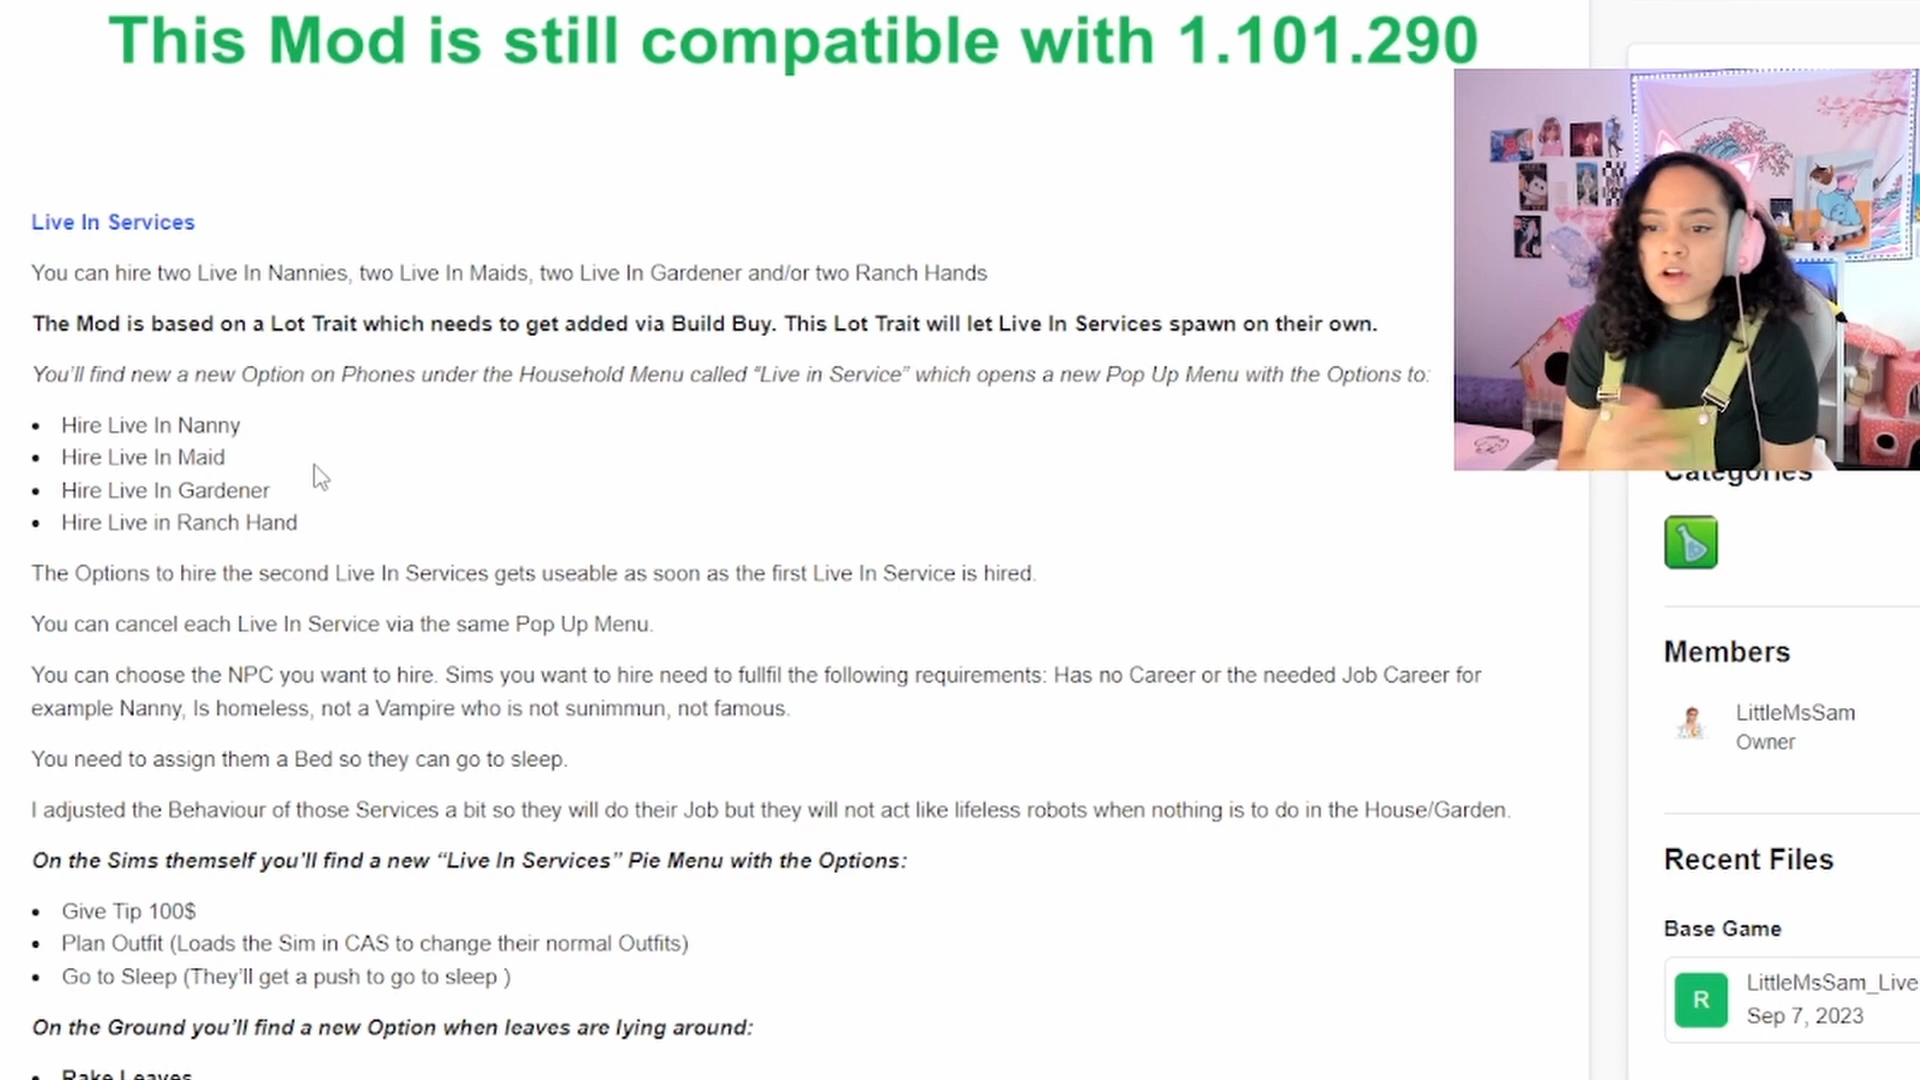 This Mod is still compatible with 1.101.290
Live In Services
You can hire two Live In Nannies, two Live In Maids, two Live In Gardener and/or two Ranch Hands
The Mod is based on a Lot Trait which needs to get added via Build Buy. This Lot Trait will let Live In Services spawn on their own.
You'll find new a new Option on Phones under the Household Menu called “Live in Service” which opens a new Pop Up Menu with the Options to:
• Hire Live In Nanny
• Hire Live In Maid
• Hire Live In Gardener
• Hire Live in Ranch Hand
The Options to hire the second Live In Services gets useable as soon as the first Live In Service is hired.
You can cancel each Live In Service via the same Pop Up Menu.
You can choose the NPC you want to hire. Sims you want to hire need to fullfil the following requirements: Has no Career or the needed Job Career for
example Nanny, Is homeless, not a Vampire who is not sunimmun, not famous.
You need to assign them a Bed so they can go to sleep.
I adjusted the Behaviour of those Services a bit so they will do their Job but they will not act like lifeless robots when nothing is to do in the House/Garden.
On the Sims themself you'll find a new “Live In Services” Pie Menu with the Options:
• Give Tip 100$
• Plan Outfit (Loads the Sim in CAS to change their normal Outfits)
• Go to Sleep (They'll get a push to go to sleep )
On the Ground you'll find a new Option when leaves are lying around:
• Rake Leaves
Categories
Members
LittleMsSam
Owner
Recent Files
Base Game
R
LittleMsSam_Live
Sep 7, 2023